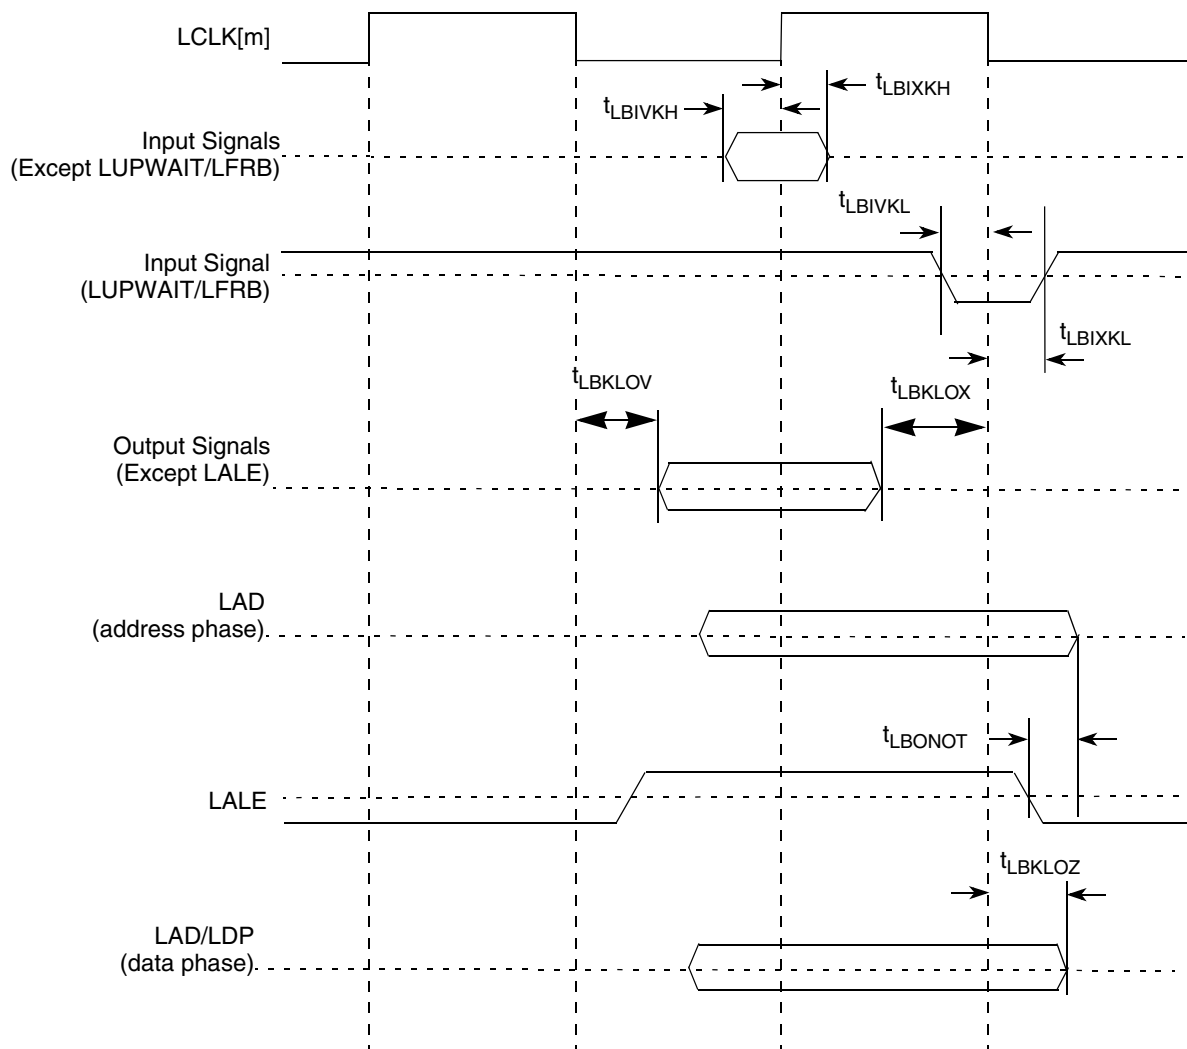 LCLK[m]
tLBIXKH
tLBIVKH
Input Signals
(Except LUPWAIT/LFRB)
tLBIVKL
Input Signal
(LUPWAIT/LFRB)
tLBIXKL
tLBKLOV
tLBKLOX
Output Signals
(Except LALE)
LAD
(address phase)
tLBONOT
LALE
tLBKLOZ
LAD/LDP
(data phase)